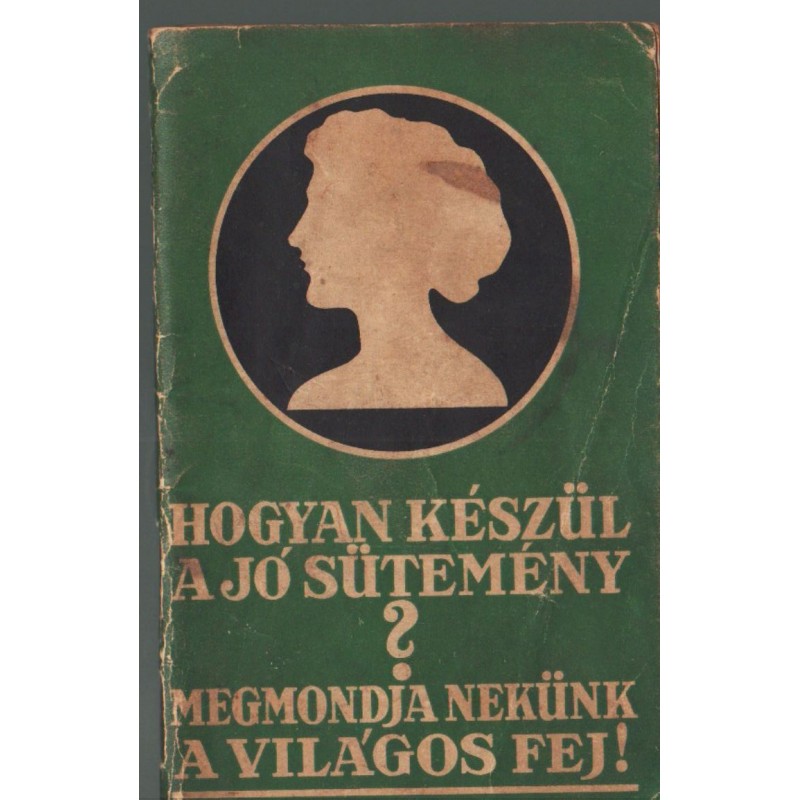 HOGYAN KÉSZÜL
A JÓ SÜTEMÉNY
?
MEGMONDJA NEKÜNK
A VILÁGOS FEJ!